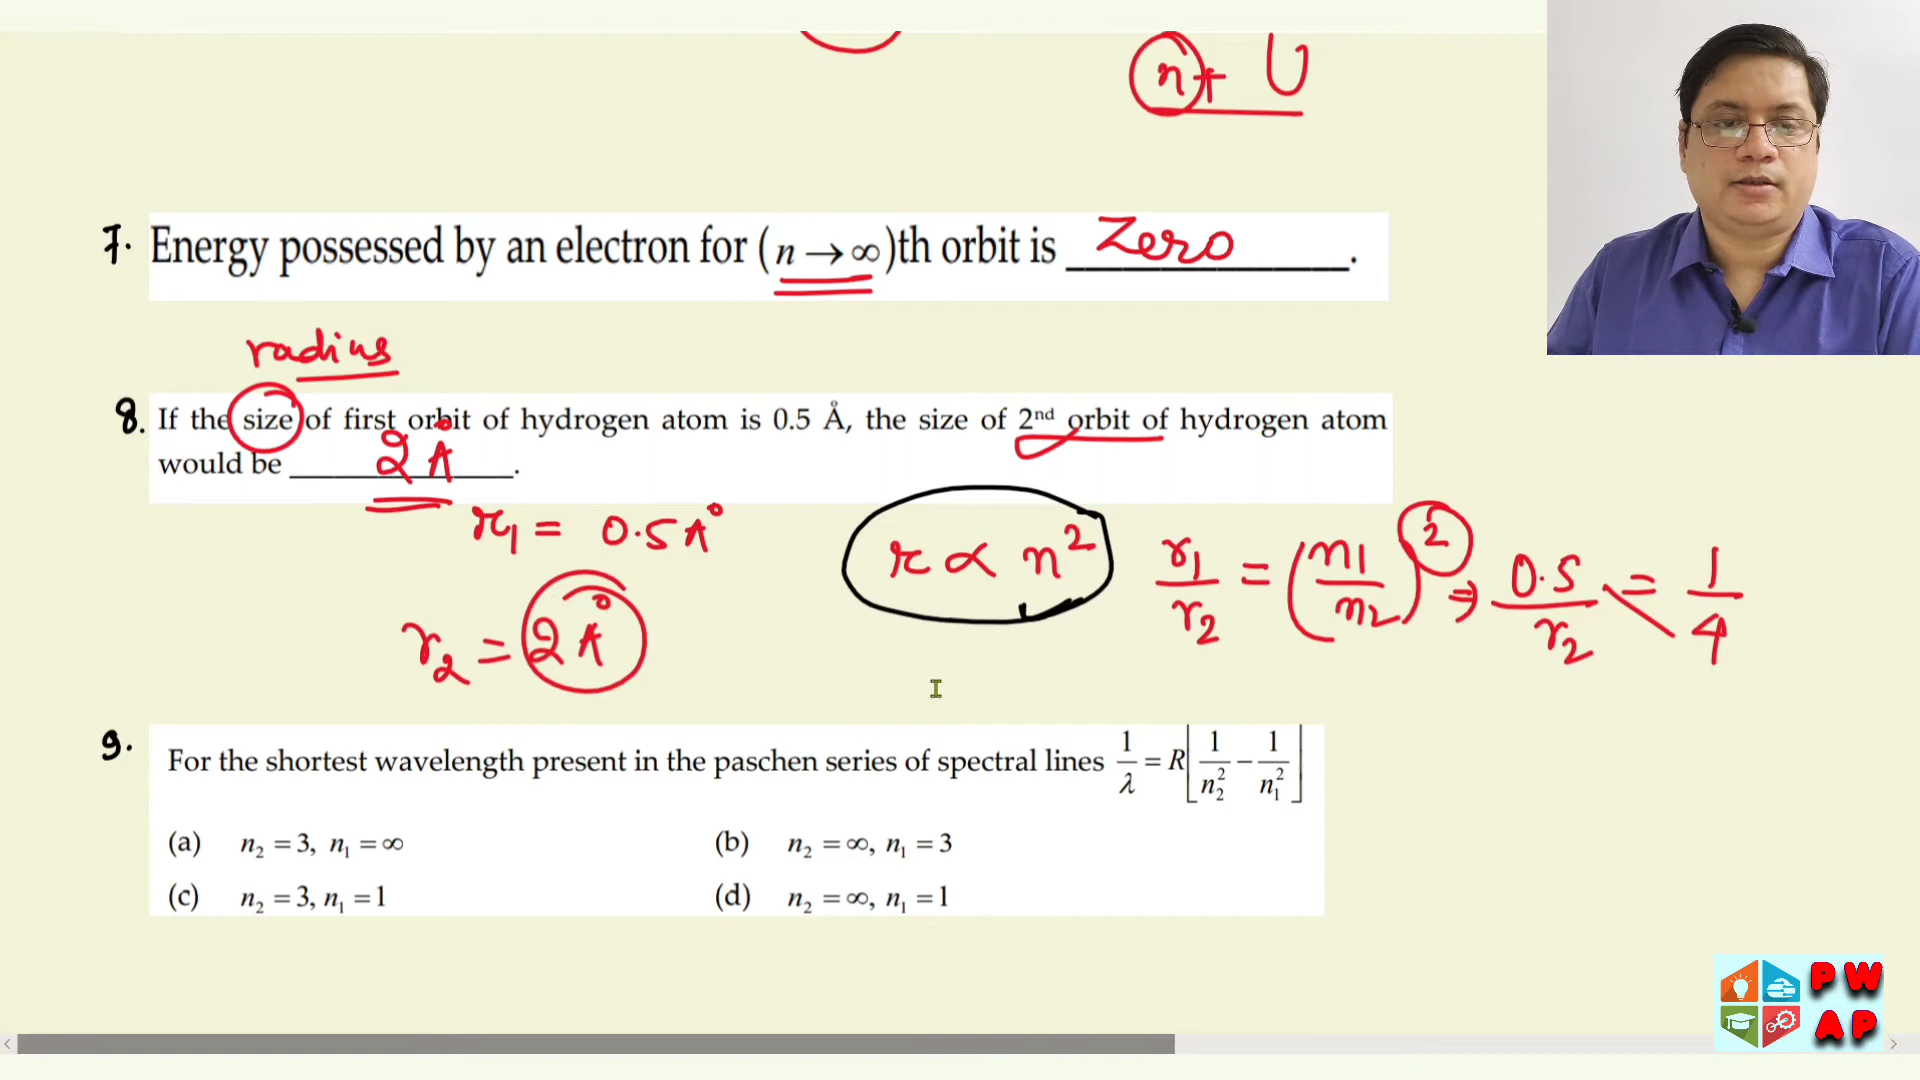 n + U
7. Energy possessed by an electron for (n → ∞)th orbit is Zero.
radius
8. If the size of first orbit of hydrogen atom is 0.5 Å, the size of 2nd orbit of hydrogen atom
would be 2 A°.
r1 = 0.5 A°
r ∝ n²
r1/r2 = (n1/n2)² ⇒ 0.5/r2 = 1/4
r2 = 2 A°
9. For the shortest wavelength present in the paschen series of spectral lines 1/λ = R[1/n₂² − 1/n₁²]
(a) n₂ = 3, n₁ = ∞ (b) n₂ = ∞, n₁ = 3
(c) n₂ = 3, n₁ = 1 (d) n₂ = ∞, n₁ = 1
PW
AP